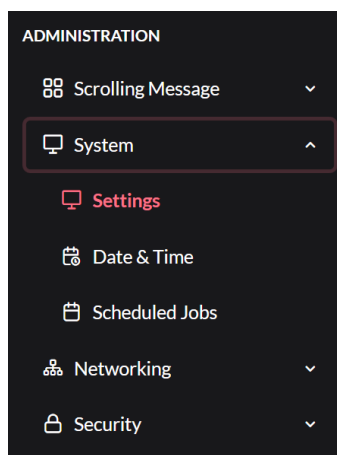 ADMINISTRATION
Scrolling Message
System
Settings
Date & Time
Scheduled Jobs
Networking
Security